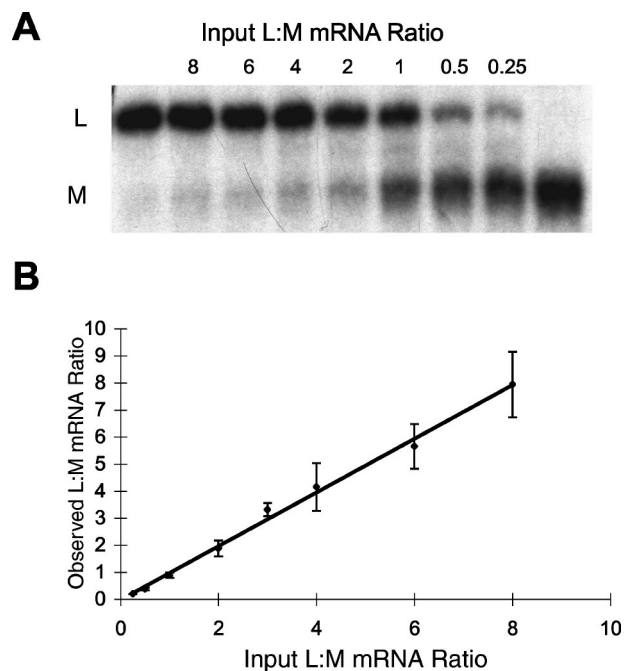 A
Input L:M mRNA Ratio
8 6 4 2 1 0.5 0.25
L
M
B
Observed L:M mRNA Ratio
10
9
8
7
6
5
4
3
2
1
0
0 2 4 6 8 10
Input L:M mRNA Ratio